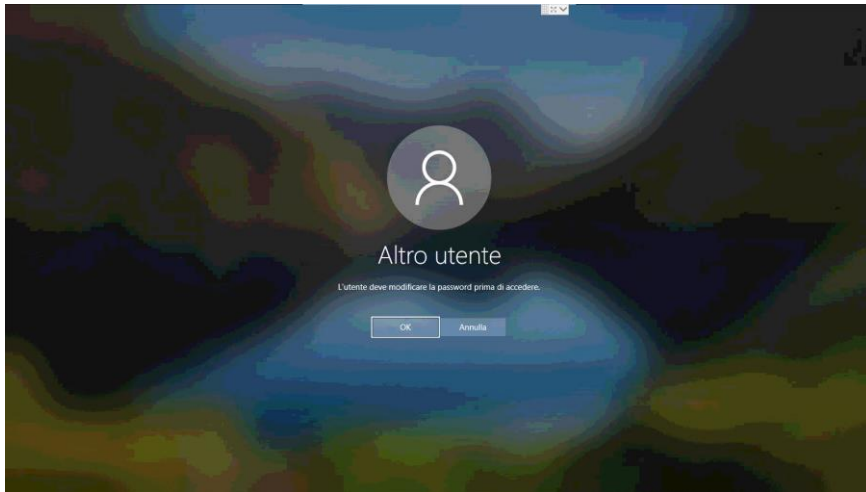 Altro utente
L'utente deve modificare la password prima di accedere.
OK
Annulla